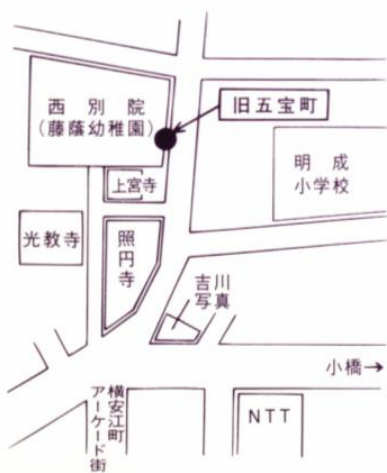 西別院
(藤蔭幼稚園)
旧五宝町
明成
小学校
上宮寺
光教寺
照円寺
吉川
写真
小橋→
横安江町
アーケード街
NTT